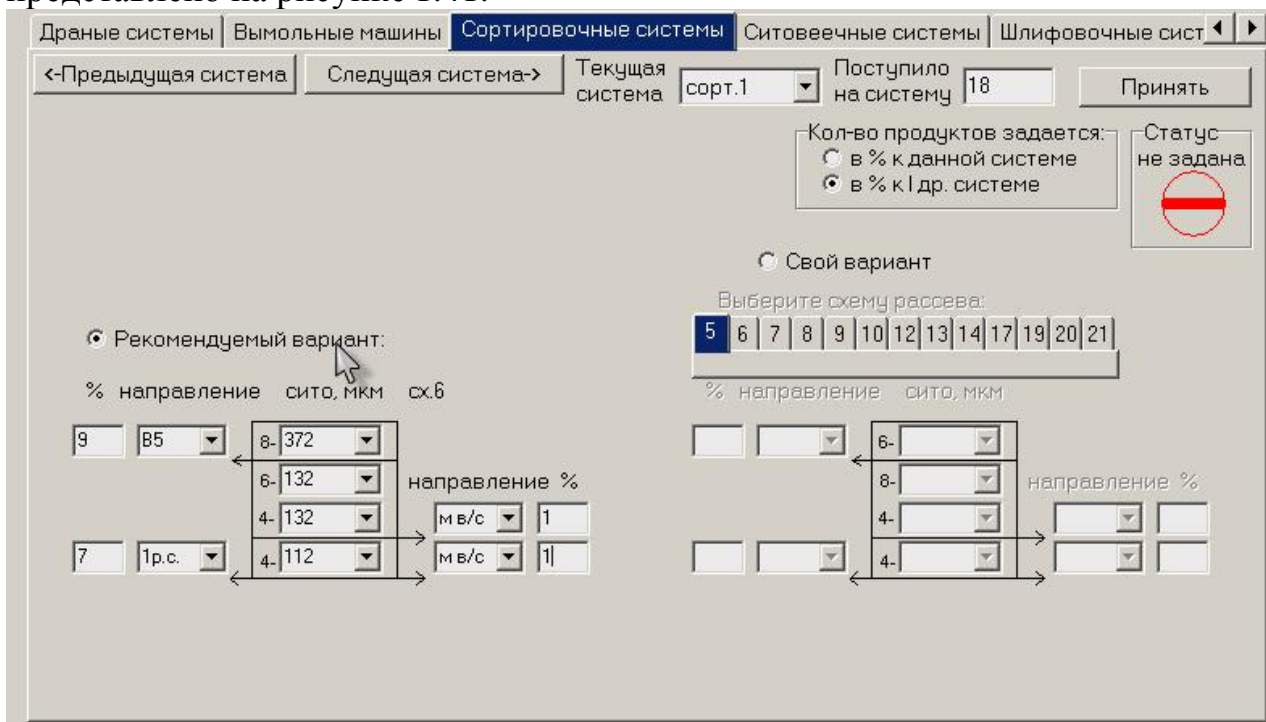 Драные системы Вымольные машины Сортировочные системы Ситовеечные системы Шлифовочные сист
<-Предыдущая система Следущая система-> Текущая система сорт.1 Поступило на систему 18 Принять
Кол-во продуктов задается: Статус
в % к данной системе не задана
в % к I др. системе
Свой вариант
Выберите схему рассева:
Рекомендуемый вариант: 5 6 7 8 9 10 12 13 14 17 19 20 21
% направление сито, мкм сх.6 % направление сито, мкм
9 В5 8- 372 6-
6- 132 направление % 8- направление %
4- 132 м в/с 1 4-
7 1р.с. 4- 112 м в/с 1 4-